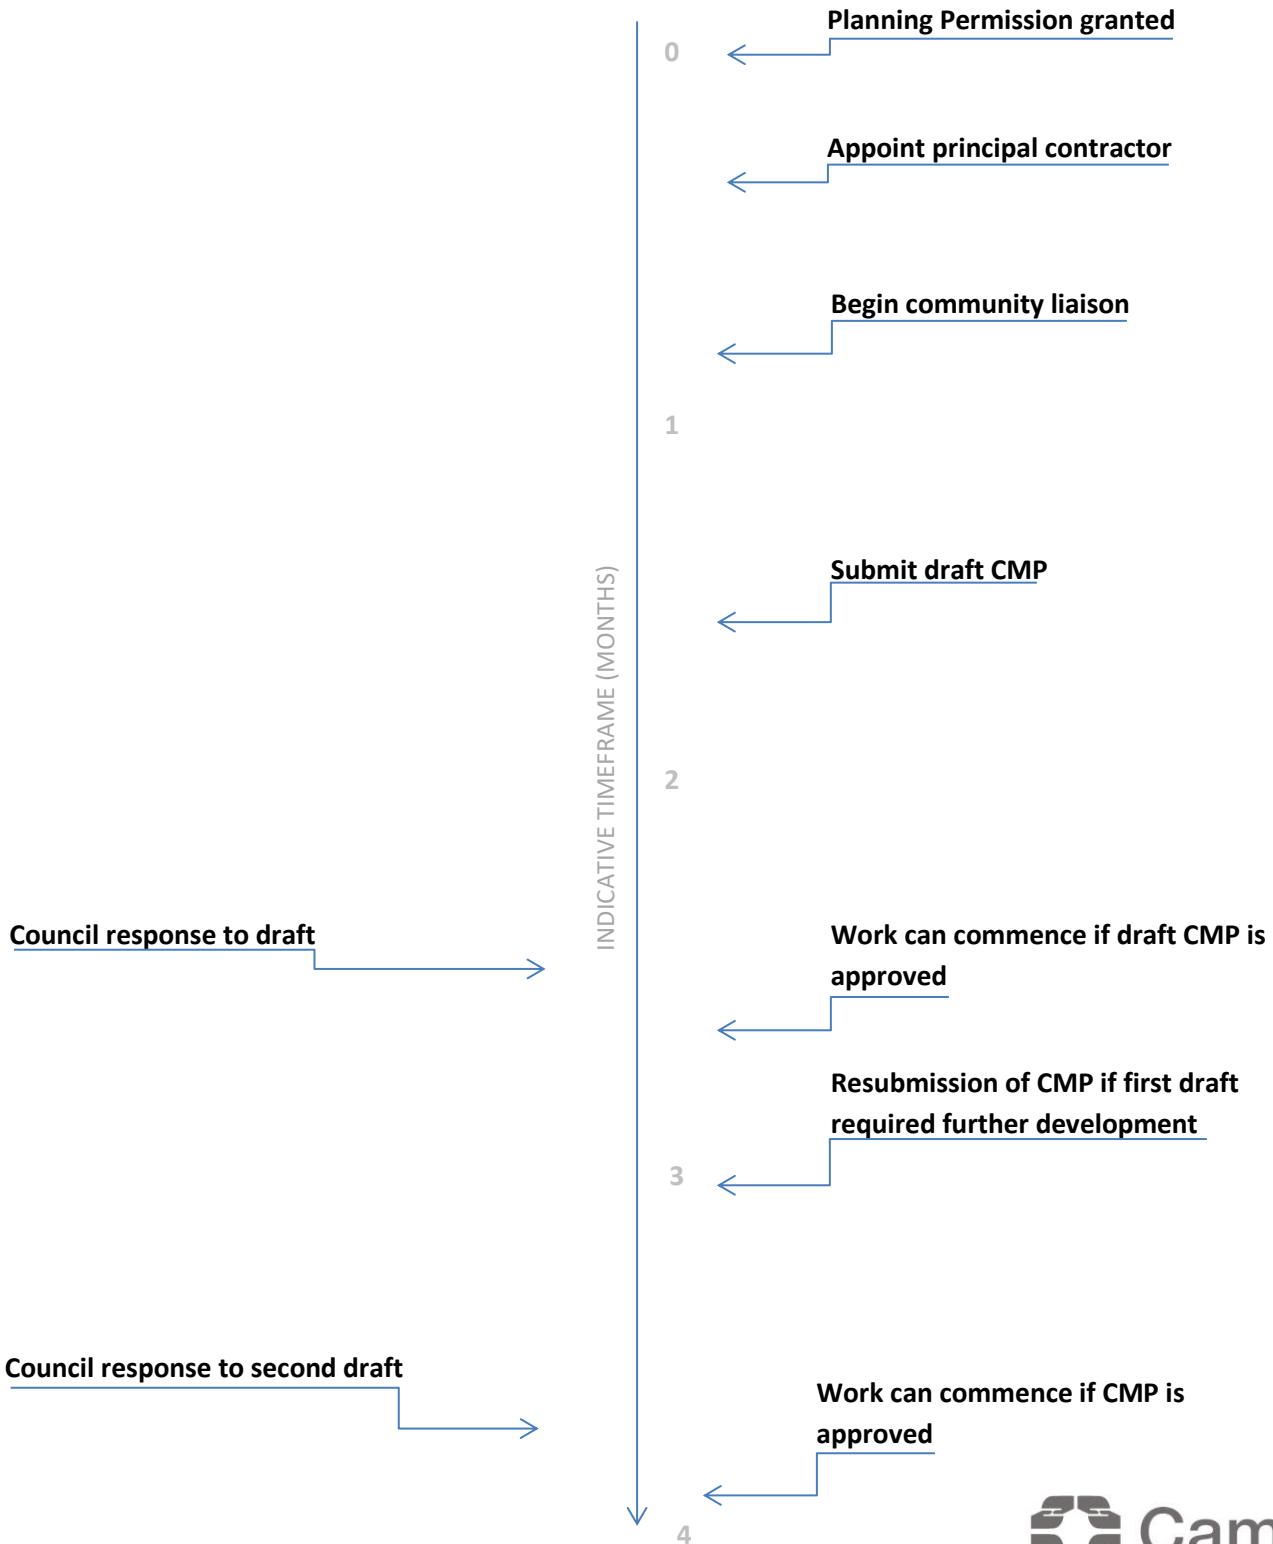 Planning Permission granted
0
Appoint principal contractor
Begin community liaison
1
Submit draft CMP
INDICATIVE TIMEFRAME (MONTHS)
2
Council response to draft
Work can commence if draft CMP is
approved
Resubmission of CMP if first draft
required further development
3
Council response to second draft
Work can commence if CMP is
approved
4
Cam